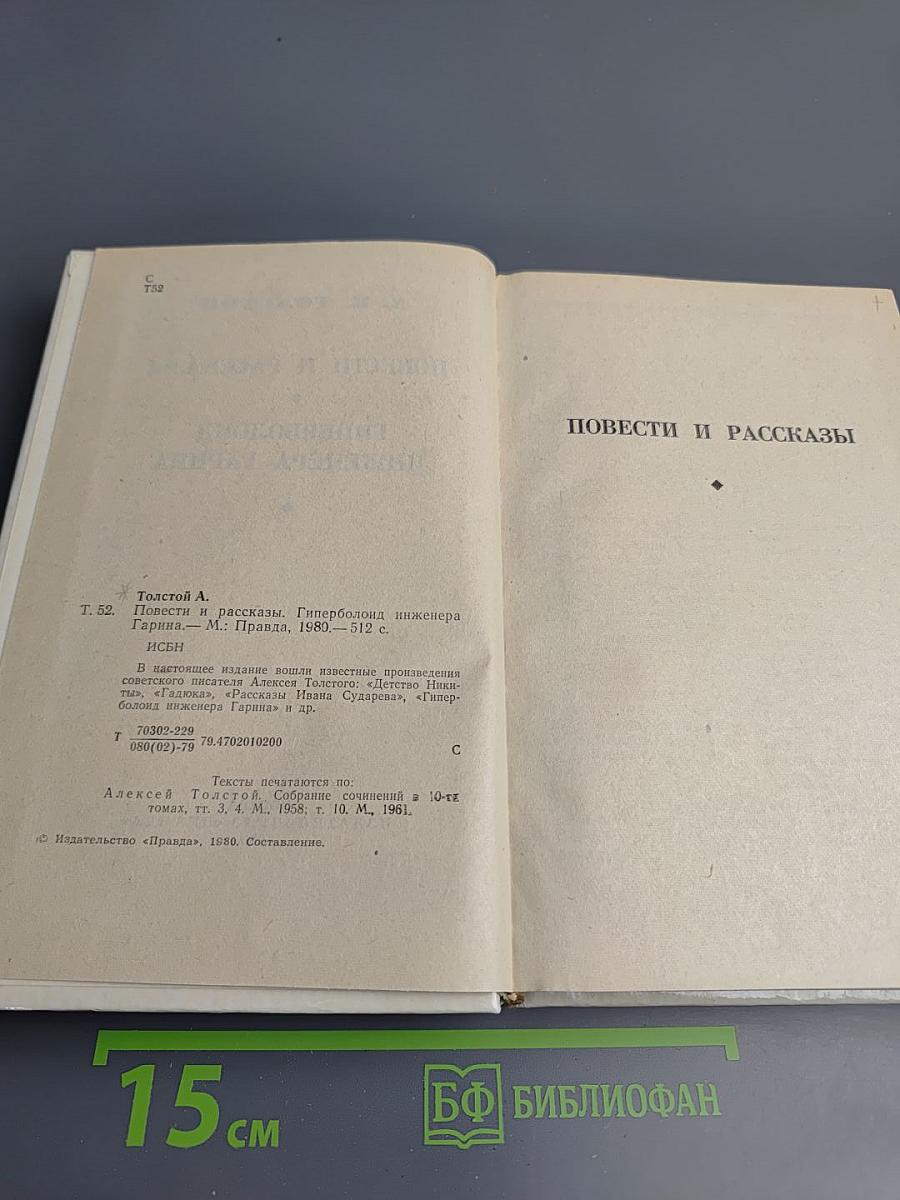 С
Т52
Толстой А.
Т. 52. Повести и рассказы. Гиперболоид инженера
Гарина.— М.: Правда, 1980.— 512 с.
ИСБН
В настоящее издание вошли известные произведения
советского писателя Алексея Толстого: «Детство Ники-
ты», «Гадюка», «Рассказы Ивана Сударева», «Гипер-
болоид инженера Гарина» и др.
Т 70302-229
080(02)-79 79.4702010200
С
Тексты печатаются по:
Алексей Толстой. Собрание сочинений в 10-ти
томах, тт. 3, 4. М., 1958; т. 10. М., 1961.
© Издательство «Правда», 1980. Составление.
ПОВЕСТИ И РАССКАЗЫ
15 см
БФ БИБЛИОФАН